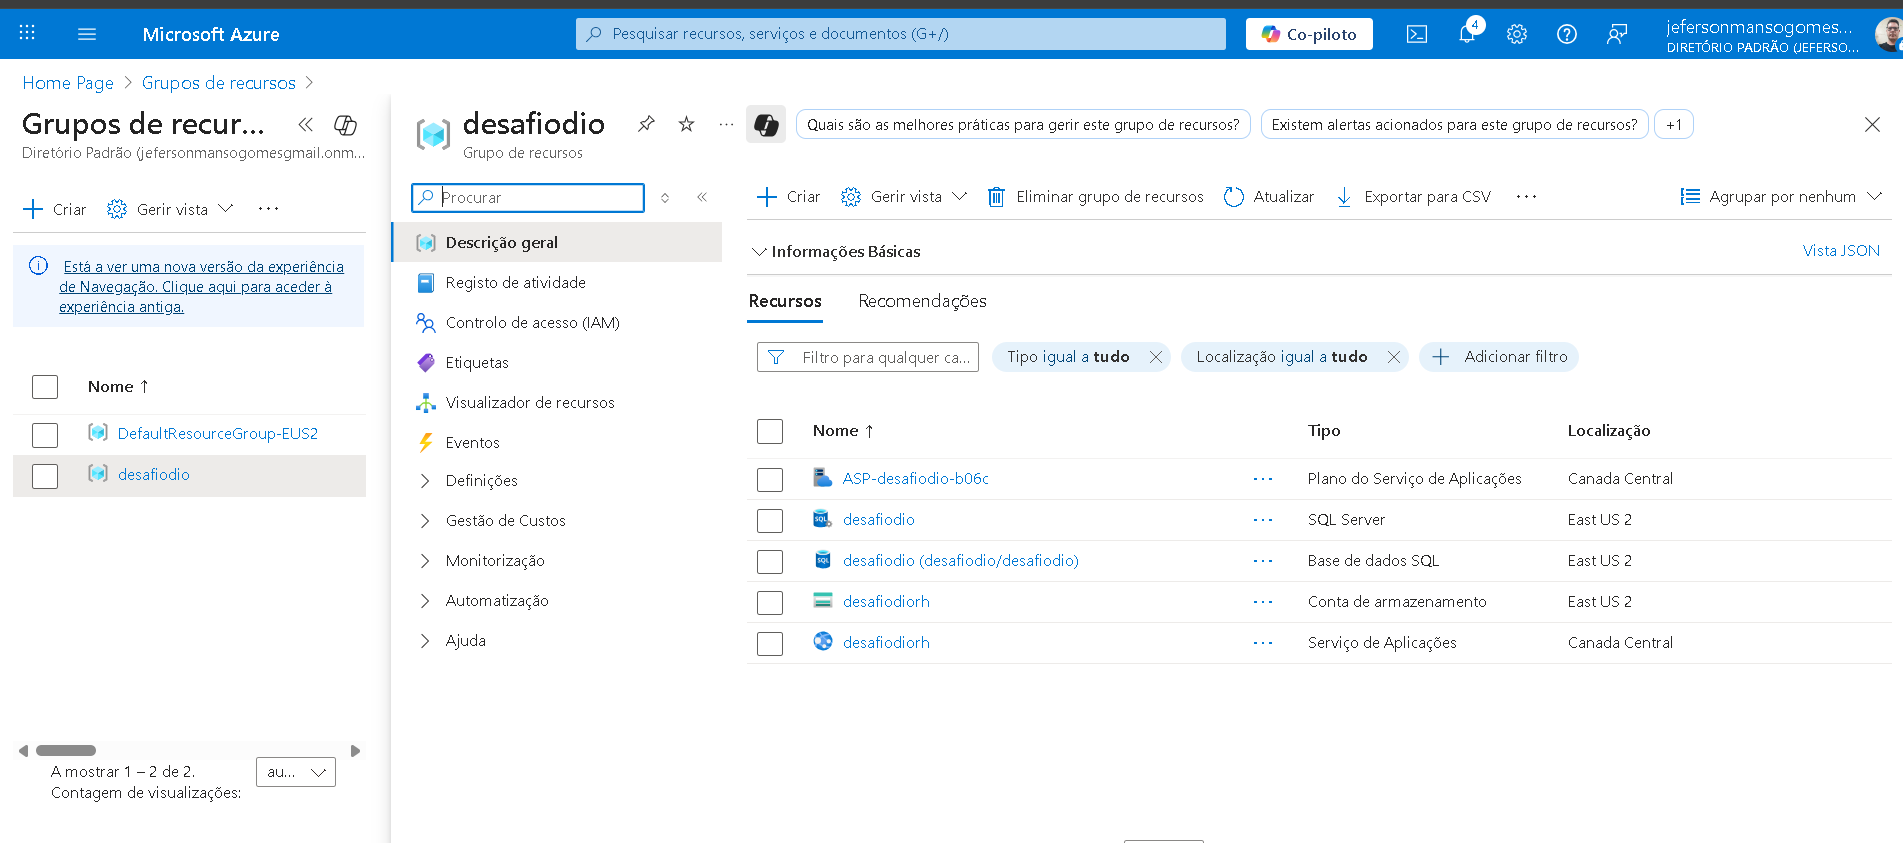 Microsoft Azure
Pesquisar recursos, serviços e documentos (G+/)
Co-piloto
4
jefersonmansogomes...
DIRETÓRIO PADRÃO (JEFERSO...
Home Page > Grupos de recursos >
Grupos de recur...
Diretório Padrão (jefersonmansogomesgmail.onm...
Criar
Gerir vista
Está a ver uma nova versão da experiência
de Navegação. Clique aqui para aceder à
experiência antiga.
Nome ↑
DefaultResourceGroup-EUS2
desafiodio
A mostrar 1 – 2 de 2.
Contagem de visualizações:
au...
desafiodio
Grupo de recursos
Quais são as melhores práticas para gerir este grupo de recursos?
Existem alertas acionados para este grupo de recursos?
+1
Procurar
Descrição geral
Registo de atividade
Controlo de acesso (IAM)
Etiquetas
Visualizador de recursos
Eventos
Definições
Gestão de Custos
Monitorização
Automatização
Ajuda
Criar
Gerir vista
Eliminar grupo de recursos
Atualizar
Exportar para CSV
Agrupar por nenhum
Informações Básicas
Vista JSON
Recursos
Recomendações
Filtro para qualquer ca...
Tipo igual a tudo
Localização igual a tudo
Adicionar filtro
Nome ↑ Tipo Localização
ASP-desafiodio-b06c Plano do Serviço de Aplicações Canada Central
desafiodio SQL Server East US 2
desafiodio (desafiodio/desafiodio) Base de dados SQL East US 2
desafiodiorh Conta de armazenamento East US 2
desafiodiorh Serviço de Aplicações Canada Central